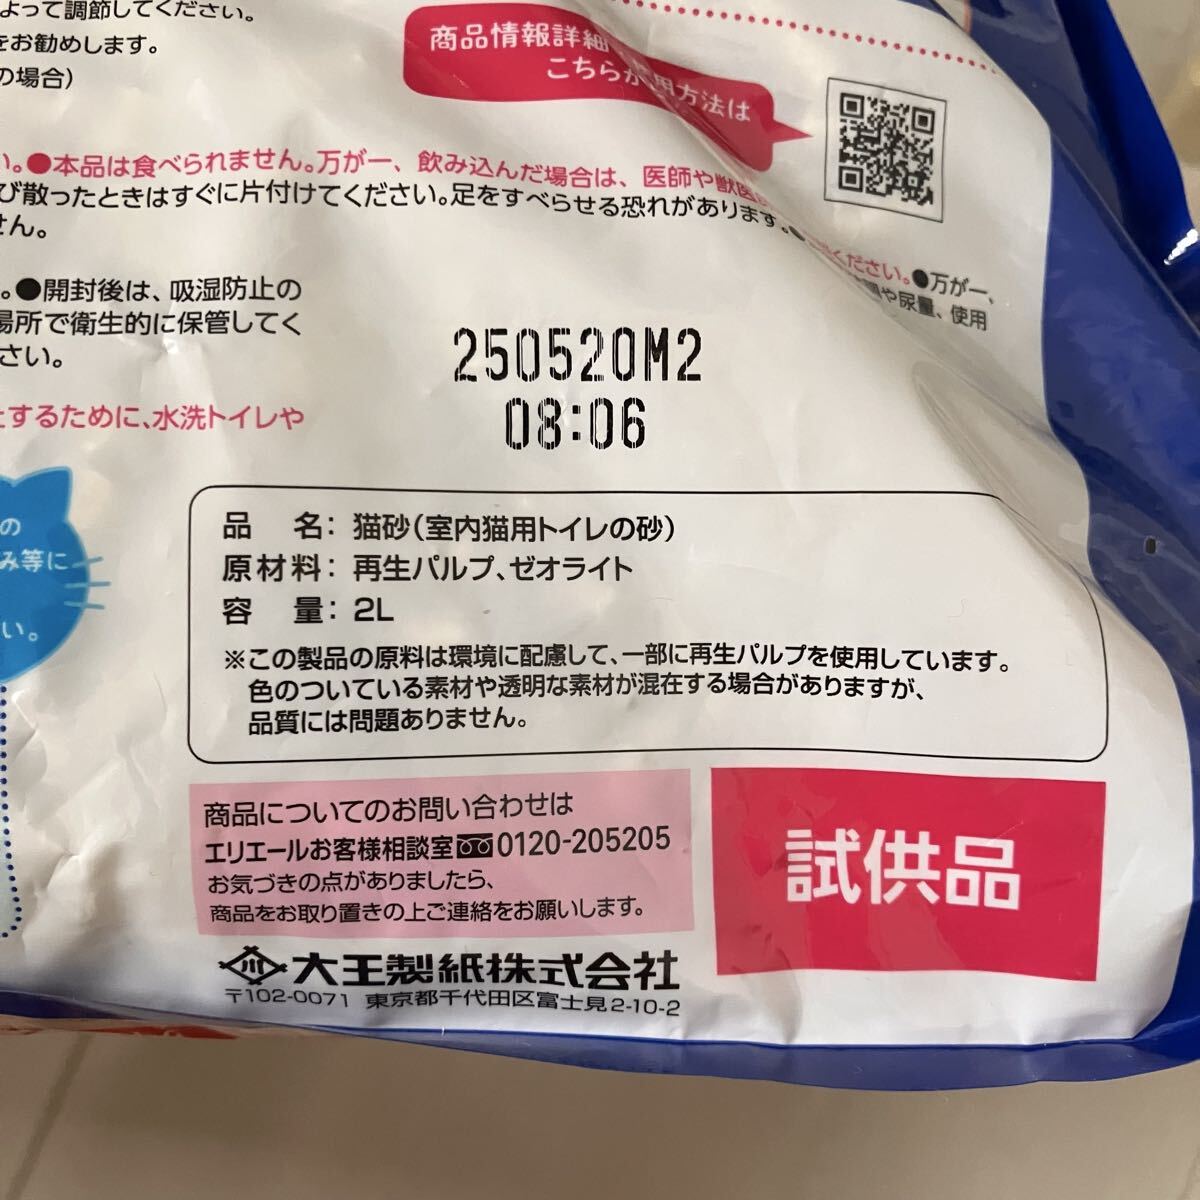 よって調節してください。
をお勧めします。
の場合)
商品情報詳細
こちらか
用方法は
い。●本品は食べられません。万が一、飲み込んだ場合は、医師や獣医
び散ったときはすぐに片付けてください。足をすべらせる恐れがあります。●
ください。●万が一、
せん。
や尿量、使用
。●開封後は、吸湿防止の
場所で衛生的に保管してく
さい。
とするために、水洗トイレや
250520M2
08:06
の
み等に
い。
品 名: 猫砂(室内猫用トイレの砂)
原材料: 再生パルプ、ゼオライト
容 量: 2L
※この製品の原料は環境に配慮して、一部に再生パルプを使用しています。
色のついている素材や透明な素材が混在する場合がありますが、
品質には問題ありません。
商品についてのお問い合わせは
エリエールお客様相談室 0120-205205
お気づきの点がありましたら、
商品をお取り置きの上ご連絡をお願いします。
試供品
大王製紙株式会社
〒102-0071 東京都千代田区富士見2-10-2